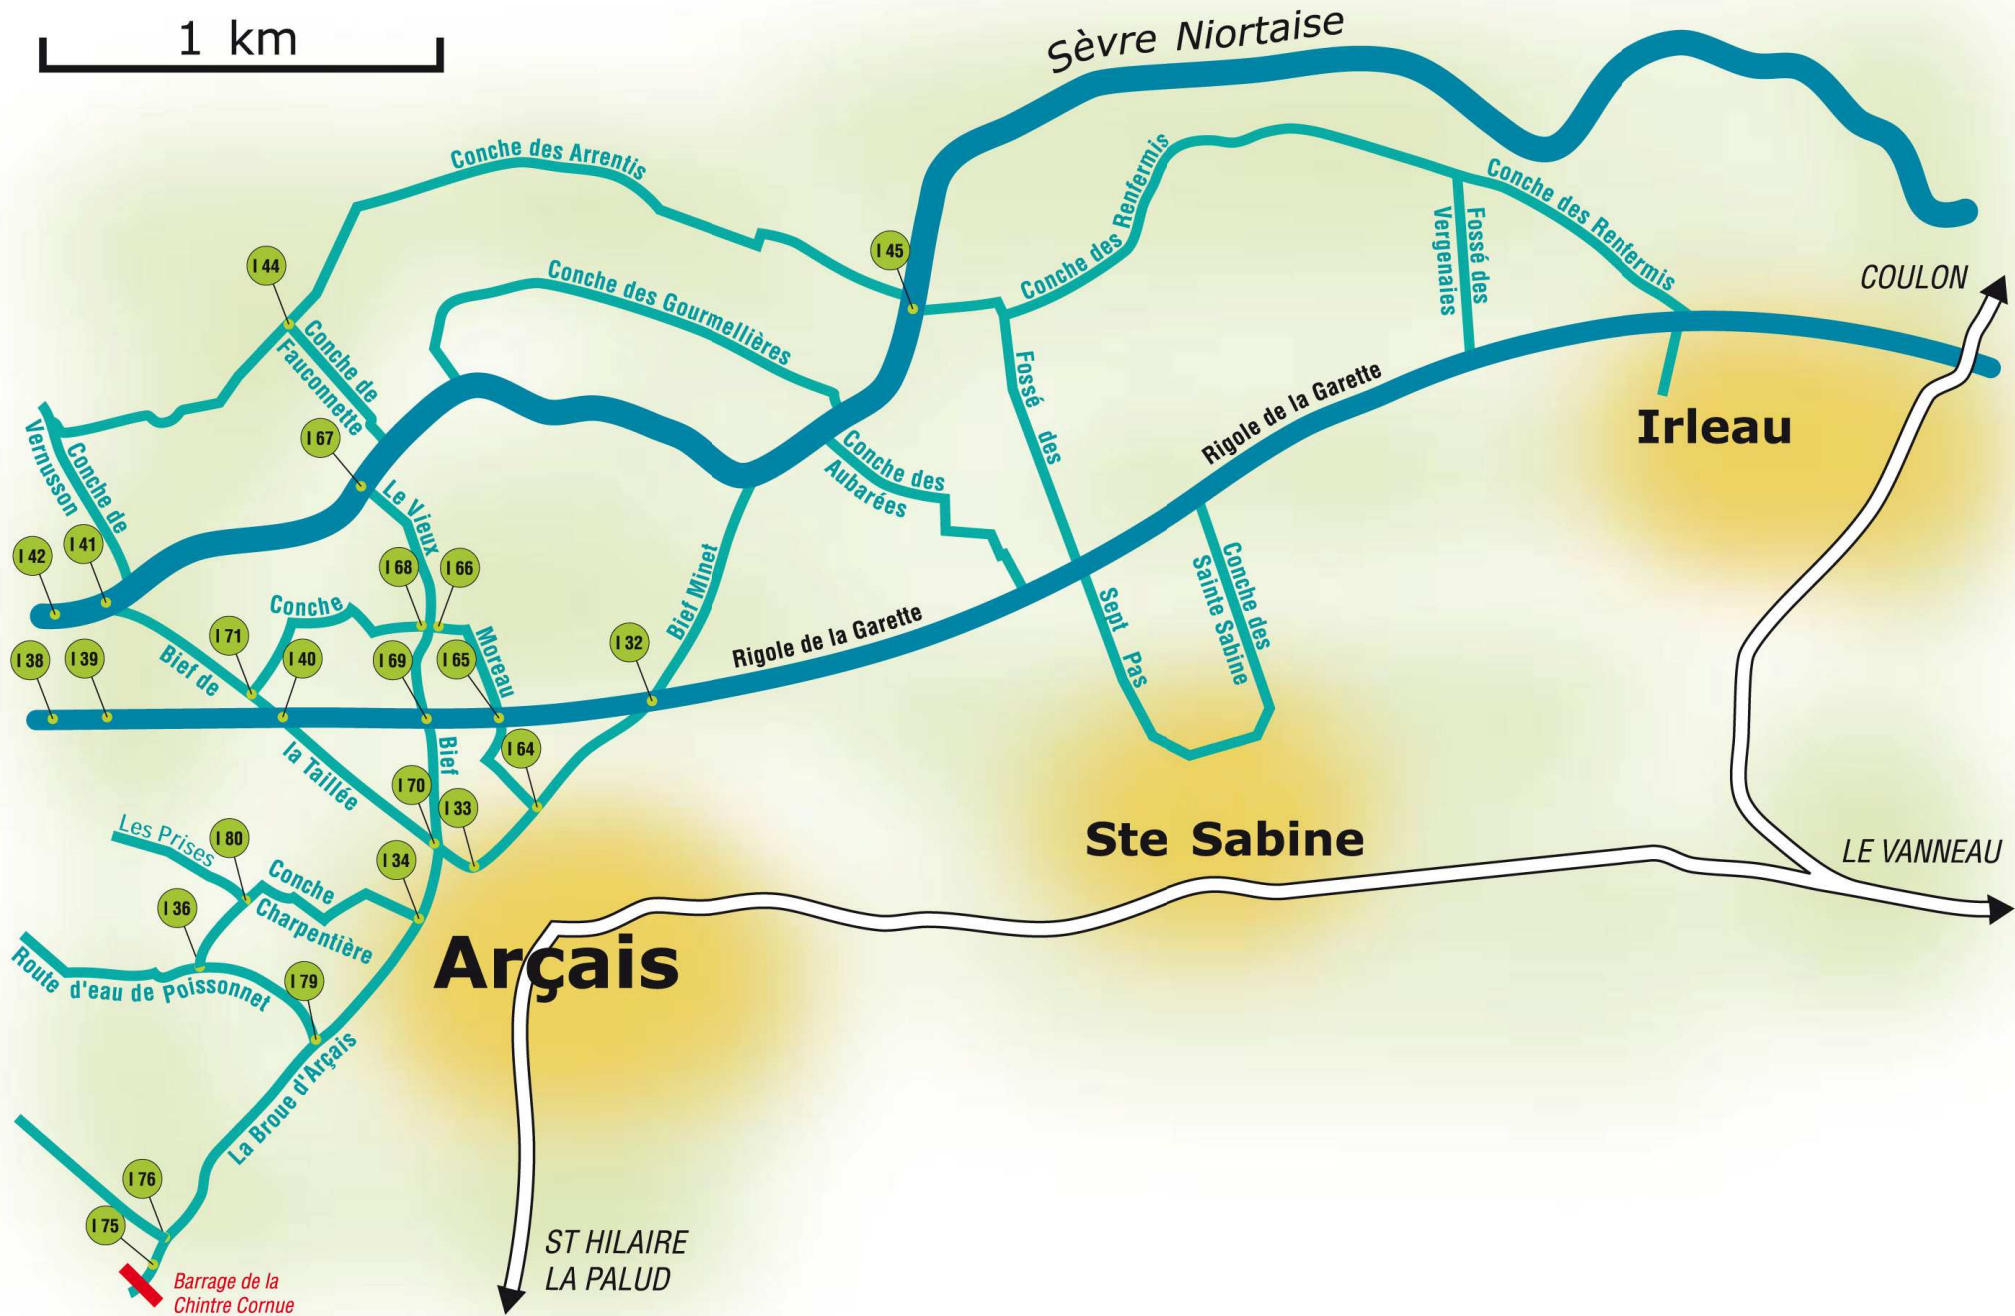 1 km
Sèvre Niortaise
Conche des Arrentis
Conche des Renfermis
Conche des Renfermis
Fossé des
Vergenaies
COULON
I 45
I 44
Conche des Gourmellières
Conche de
Fauconnette
Fossé des
Sept Pas
Rigole de la Garette
Irleau
I 67
Conche de
Vernusson
Conche des
Aubarées
Le Vieux
Bief
I 42
I 41
I 68
I 66
Conche
Moreau
Bief Minet
Conche des
Sainte Sabine
I 38
I 39
I 71
I 40
I 69
I 65
I 32
Rigole de la Garette
Bief de
la Taillée
I 64
I 70
I 33
Les Prises
I 80
Conche
Charpentière
I 34
Ste Sabine
LE VANNEAU
I 36
Arçais
Route d'eau de Poissonnet
I 79
La Broue d'Arçais
I 76
I 75
ST HILAIRE
LA PALUD
Barrage de la
Chintre Cornue